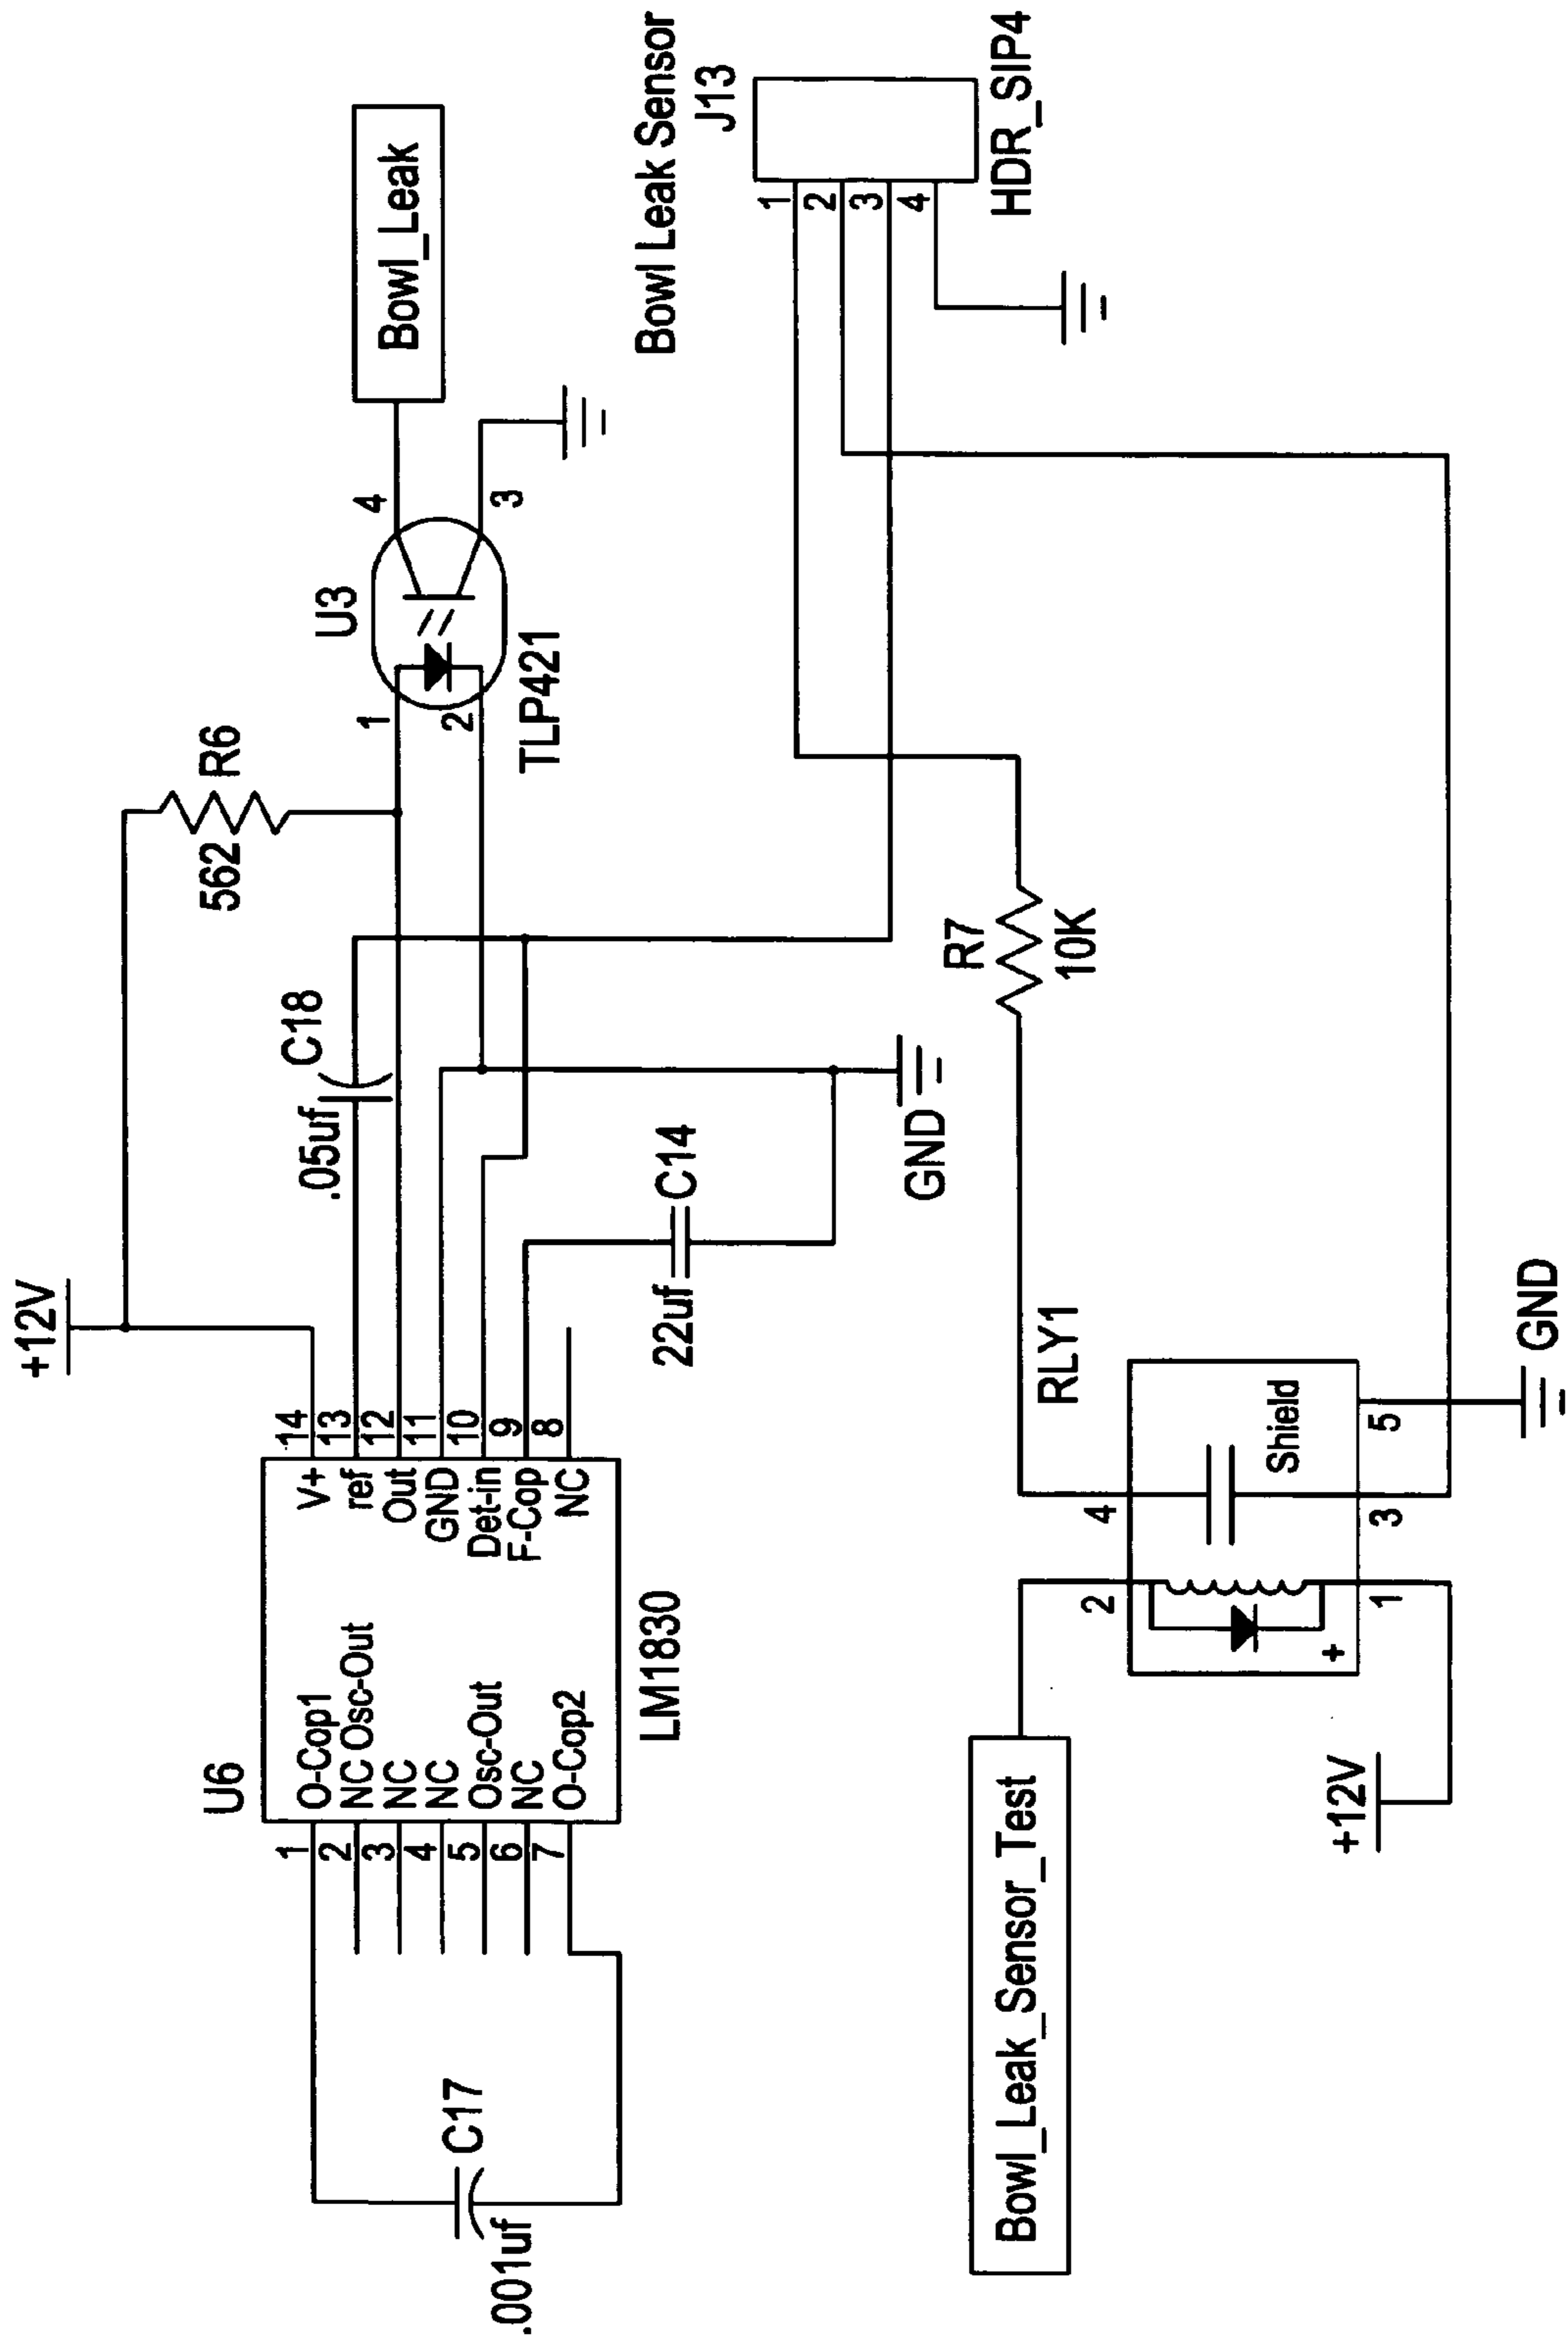 +12V
562
R6
C18
.05uf
U3
1
2
4
3
TLP421
Bowl_Leak
U6
O-Cop1
NC Osc-Out
NC
NC
Osc-Out
NC
O-Cop2
V+
ref
Out
GND
Det-in
F-Cop
NC
1
2
3
4
5
6
7
14
13
12
11
10
9
8
LM1830
C17
.001uf
22uf
C14
GND
Bowl Leak Sensor
J13
1
2
3
4
HDR_SIP4
R7
10K
RLY1
Bowl_Leak_Sensor_Test
2
4
Shield
+
1
3
5
+12V
GND